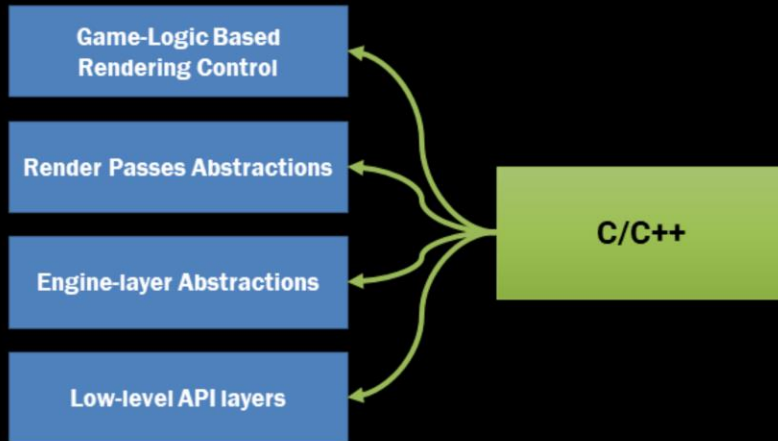 Game-Logic Based
Rendering Control
Render Passes Abstractions
Engine-layer Abstractions
Low-level API layers
C/C++